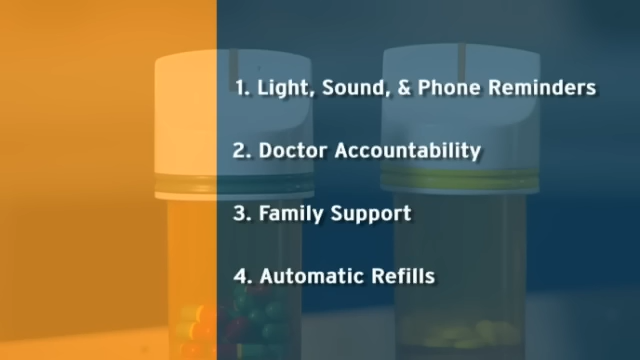 1. Light, Sound, & Phone Reminders
2. Doctor Accountability
3. Family Support
4. Automatic Refills